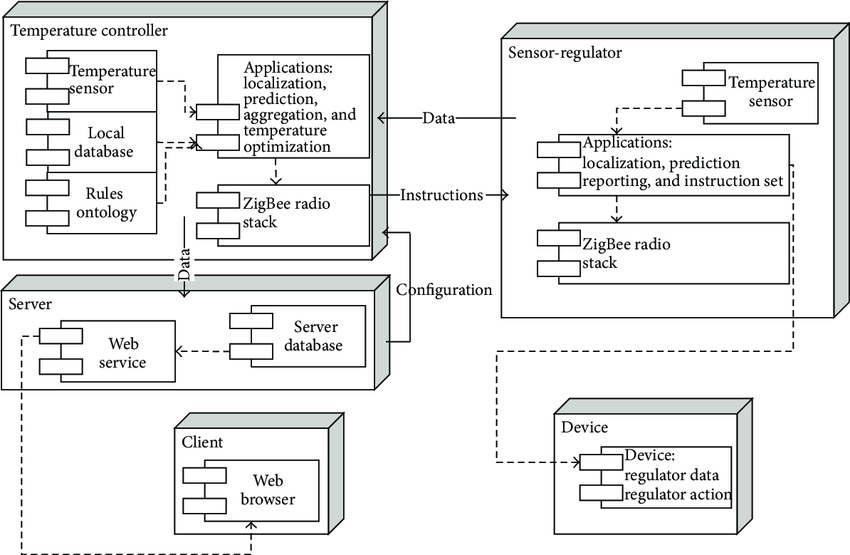 Temperature controller
Temperature
sensor
Local
database
Rules
ontology
Applications:
localization,
prediction,
aggregation, and
temperature
optimization
ZigBee radio
stack
Data
Instructions
Sensor-regulator
Temperature
sensor
Applications:
localization, prediction
reporting, and instruction set
ZigBee radio
stack
Data
Configuration
Server
Web
service
Server
database
Client
Web
browser
Device
Device:
regulator data
regulator action